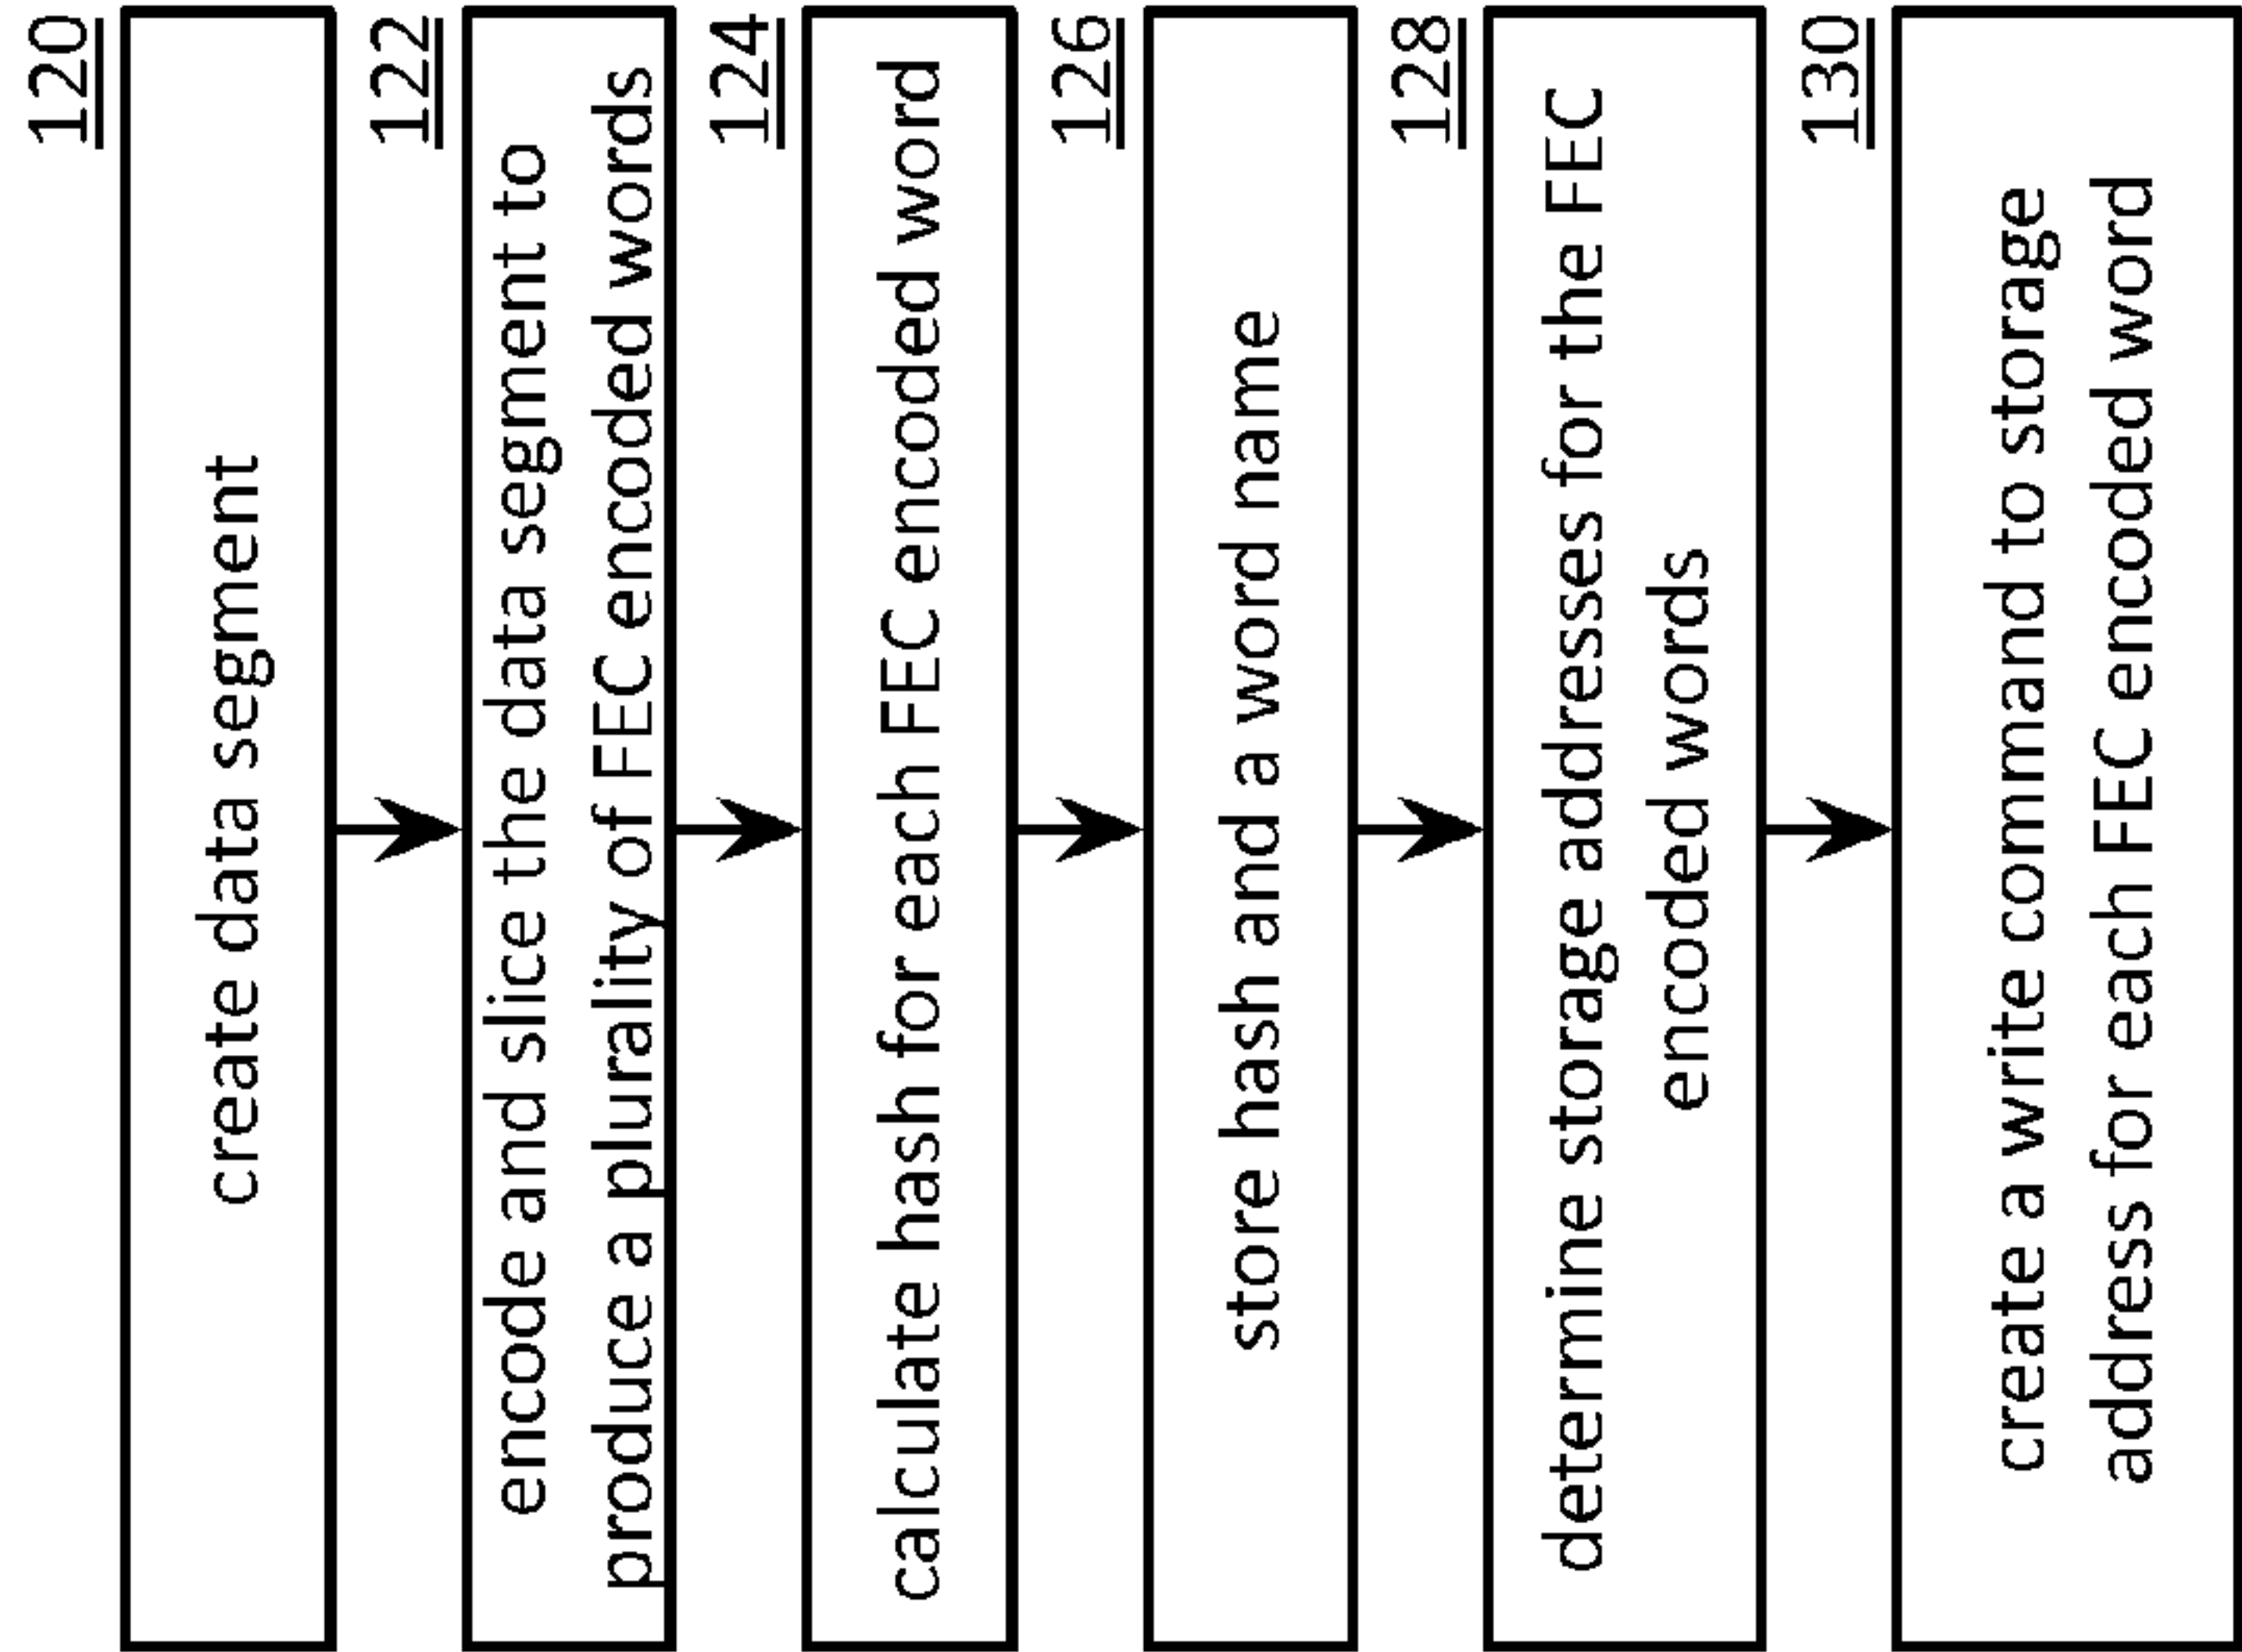 120
create data segment
122
encode and slice the data segment to
produce a plurality of FEC encoded words
124
calculate hash for each FEC encoded word
126
store hash and a word name
128
determine storage addresses for the FEC
encoded words
130
create a write command to storage
address for each FEC encoded word